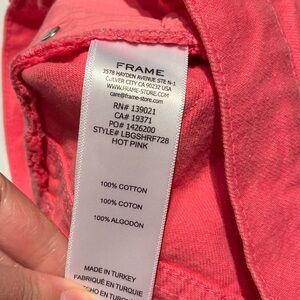 FRAME
3578 HAYDEN AVENUE STE N-1
CULVER CITY CA 90232 USA
WWW.FRAME-STORE.COM
care@frame-store.com
RN# 139021
CA# 19371
PO# 1426200
STYLE# LBGSHRF728
HOT PINK
100% COTTON
100% COTON
100% ALGODÓN
MADE IN TURKEY
FABRIQUÉ EN TURQUIE
HECHO EN TURQUÍA